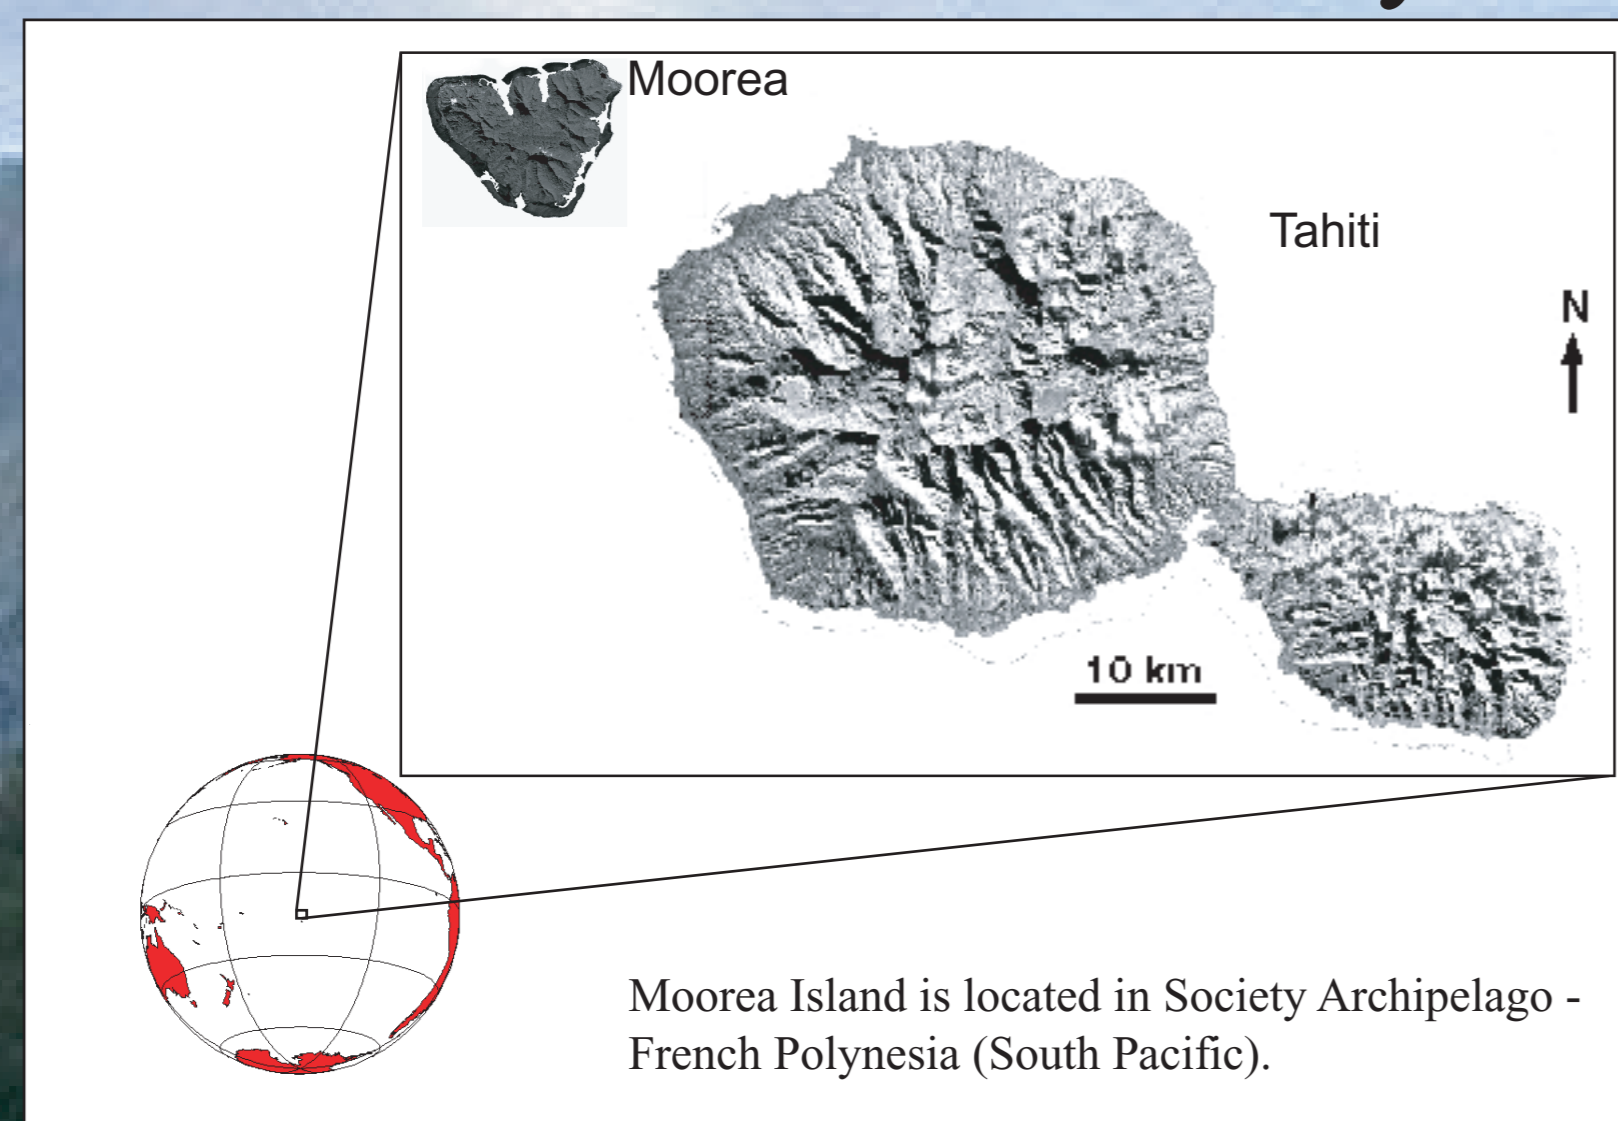 Moorea
Tahiti
N
10 km
Moorea Island is located in Society Archipelago -
French Polynesia (South Pacific).